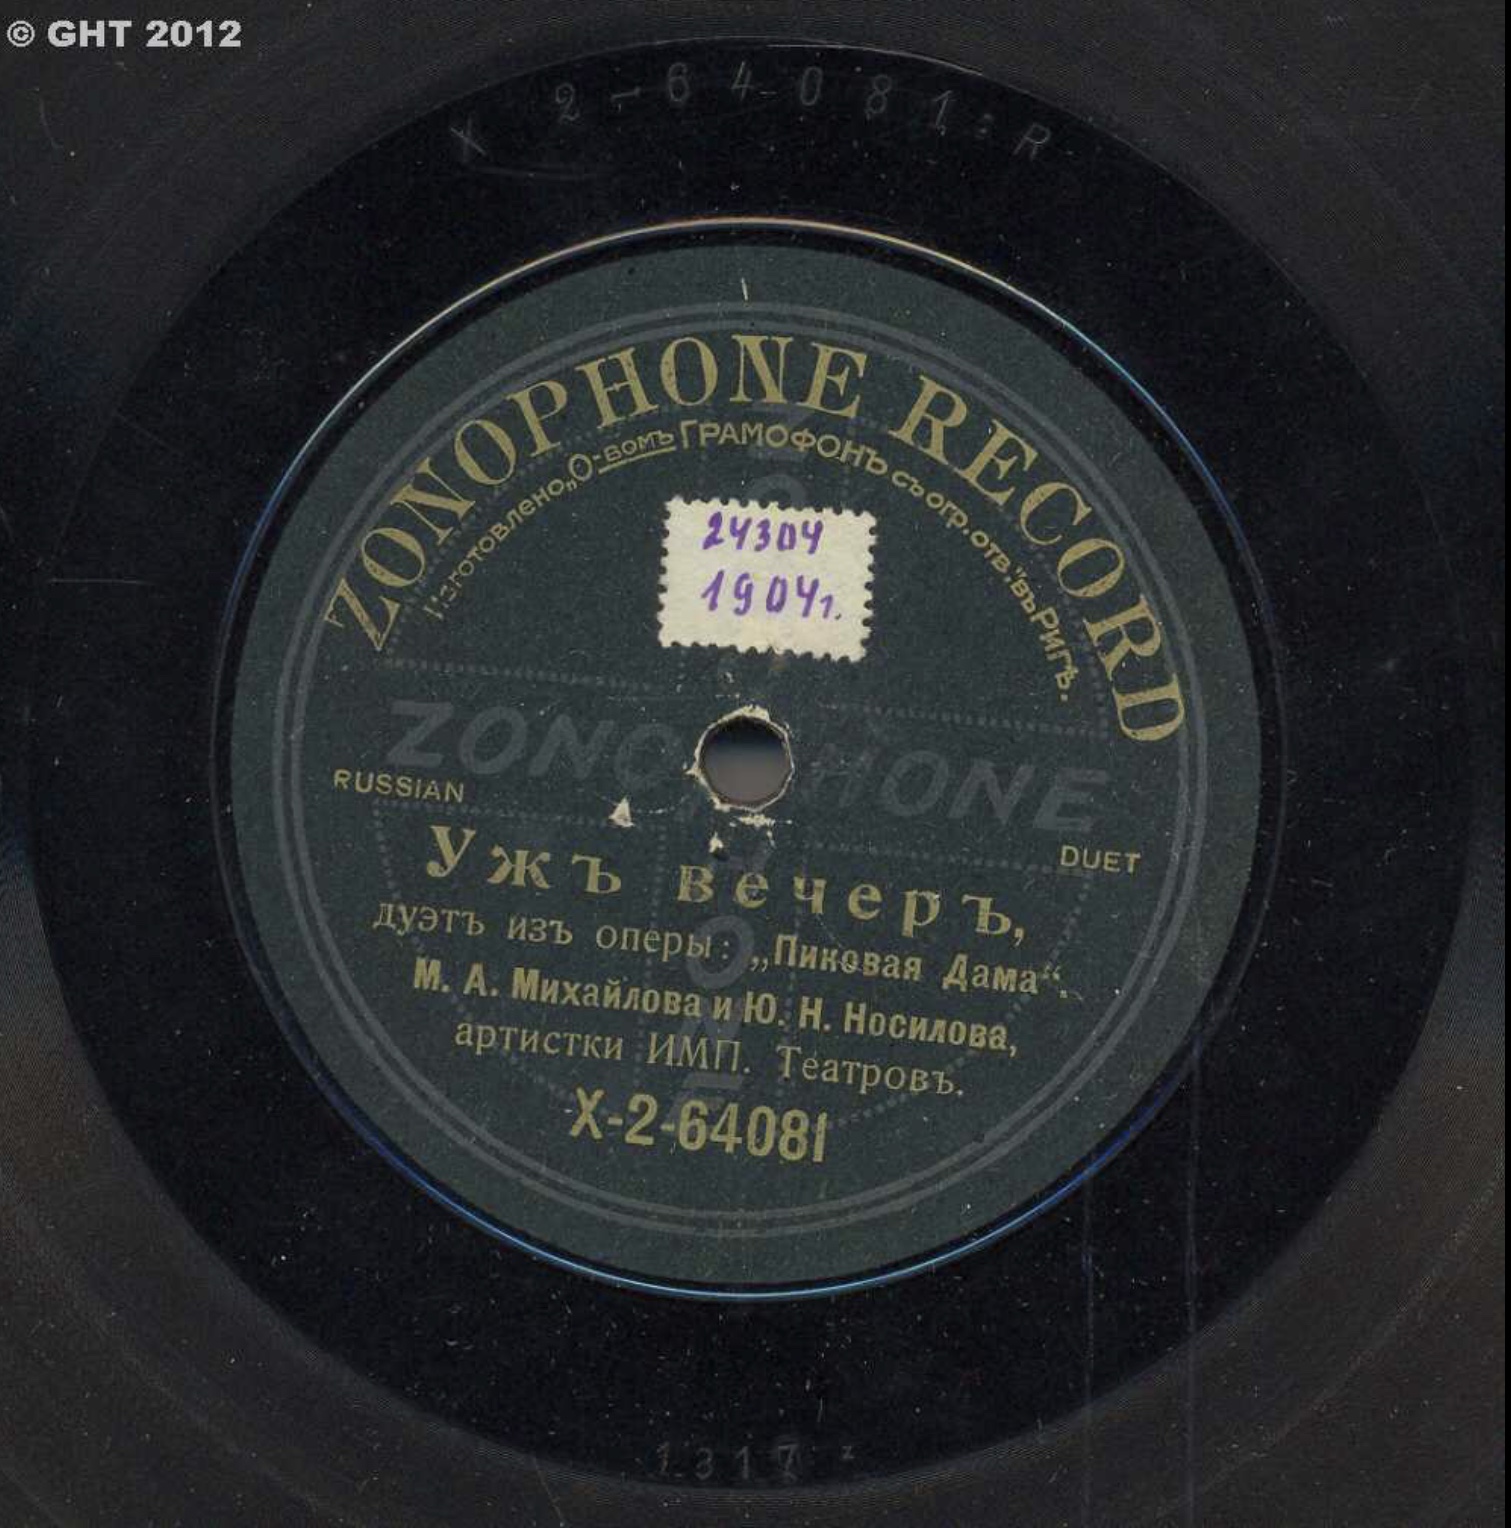 © GHT 2012
X 2-64081:R
ZONOPHONE RECORD
Изготовлено „О-вомъ Грамофонъ съ огр. отв.“ въ Ригѣ.
24304
1904г.
ZONOPHONE
RUSSIAN
DUET
Ужъ вечеръ,
дуэтъ изъ оперы: „Пиковая Дама“.
М. А. Михайлова и Ю. Н. Носилова,
артистки ИМП. Театровъ.
X-2-64081
1317 z